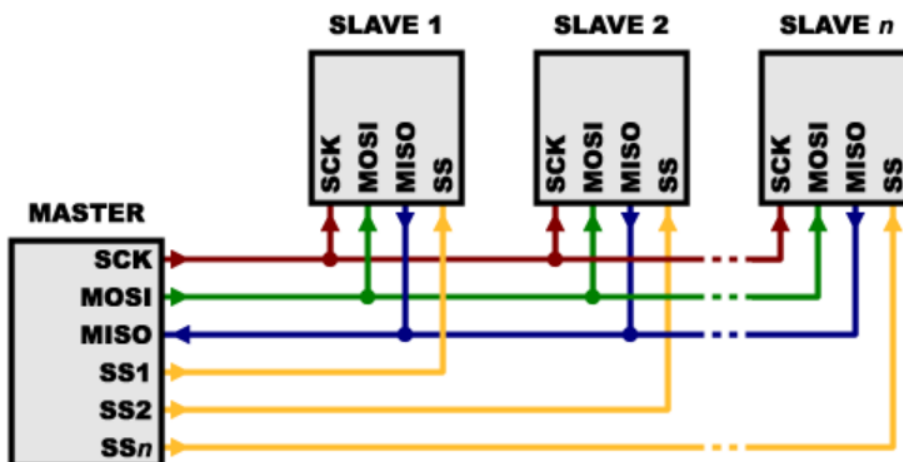 SLAVE 1
SLAVE 2
SLAVE n
SCK
MOSI
MISO
SS
SCK
MOSI
MISO
SS
SCK
MOSI
MISO
SS
MASTER
SCK
MOSI
MISO
SS1
SS2
SSn